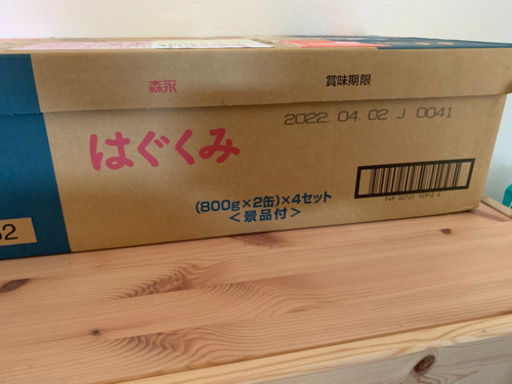 森永
賞味期限
はぐくみ
2022. 04. 02 J 0041
(800g×2缶)×4セット
<景品付>